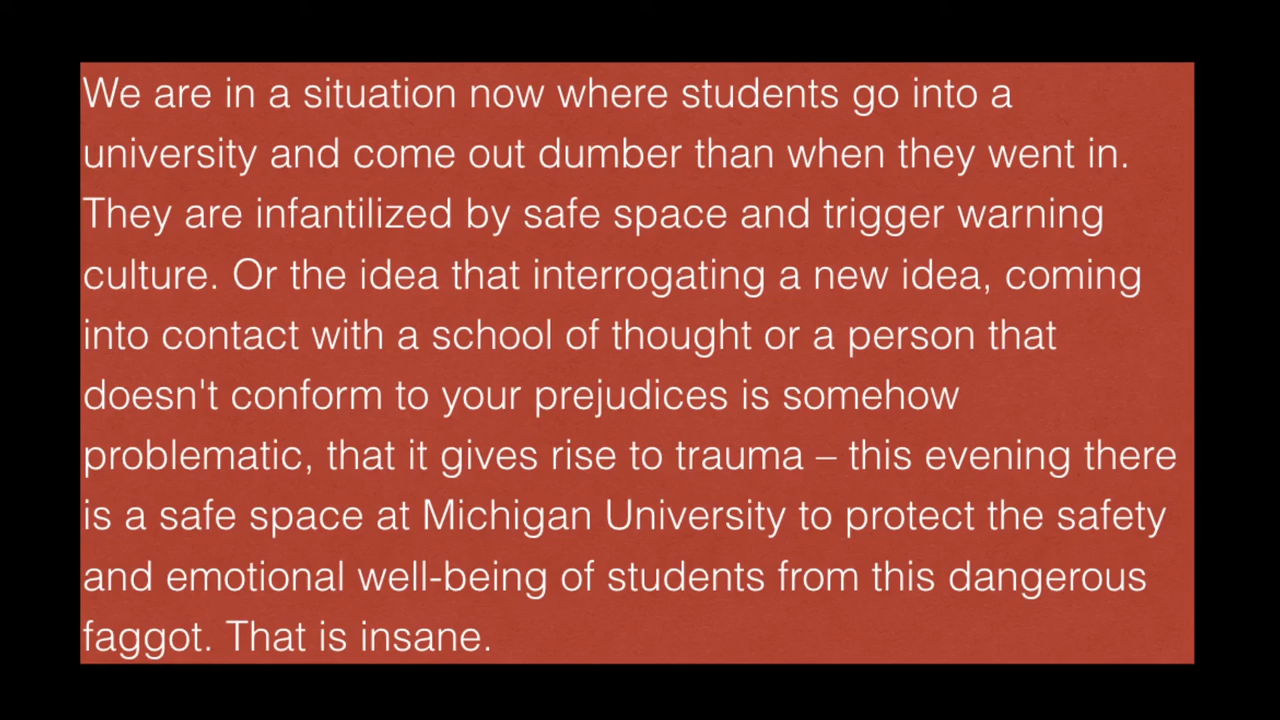 We are in a situation now where students go into a
university and come out dumber than when they went in.
They are infantilized by safe space and trigger warning
culture. Or the idea that interrogating a new idea, coming
into contact with a school of thought or a person that
doesn't conform to your prejudices is somehow
problematic, that it gives rise to trauma – this evening there
is a safe space at Michigan University to protect the safety
and emotional well-being of students from this dangerous
faggot. That is insane.